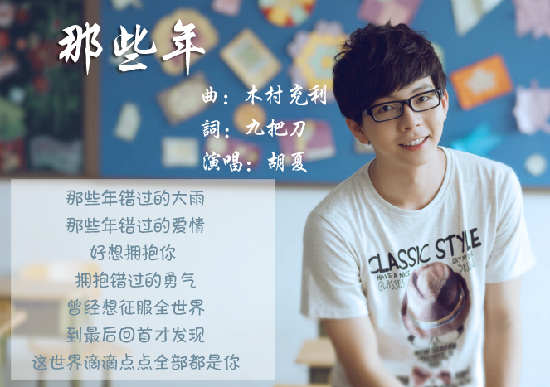 那些年
曲：木村充利
詞：九把刀
演唱：胡夏
那些年错过的大雨
那些年错过的爱情
好想拥抱你
拥抱错过的勇气
曾经想征服全世界
到最后回首才发现
这世界滴滴点点全部都是你
CLASSIC STYLE